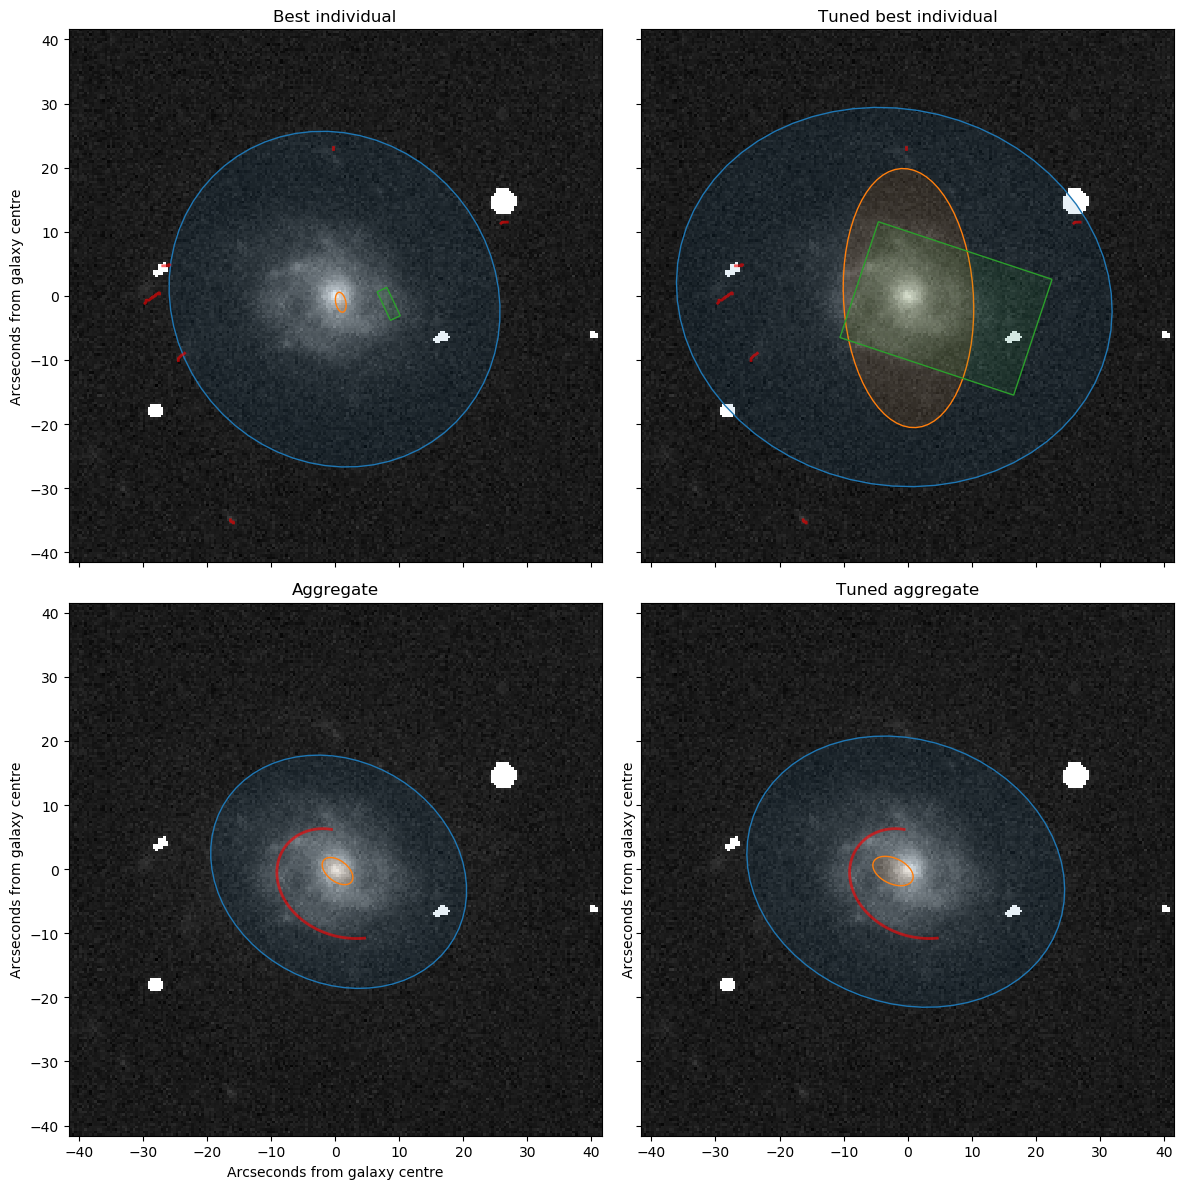 Best individual
Tuned best individual
40
30
20
10
0
−10
−20
−30
−40
Arcseconds from galaxy centre
Aggregate
Tuned aggregate
40
30
20
10
0
−10
−20
−30
−40
Arcseconds from galaxy centre
Arcseconds from galaxy centre
−40 −30 −20 −10 0 10 20 30 40
−40 −30 −20 −10 0 10 20 30 40
Arcseconds from galaxy centre